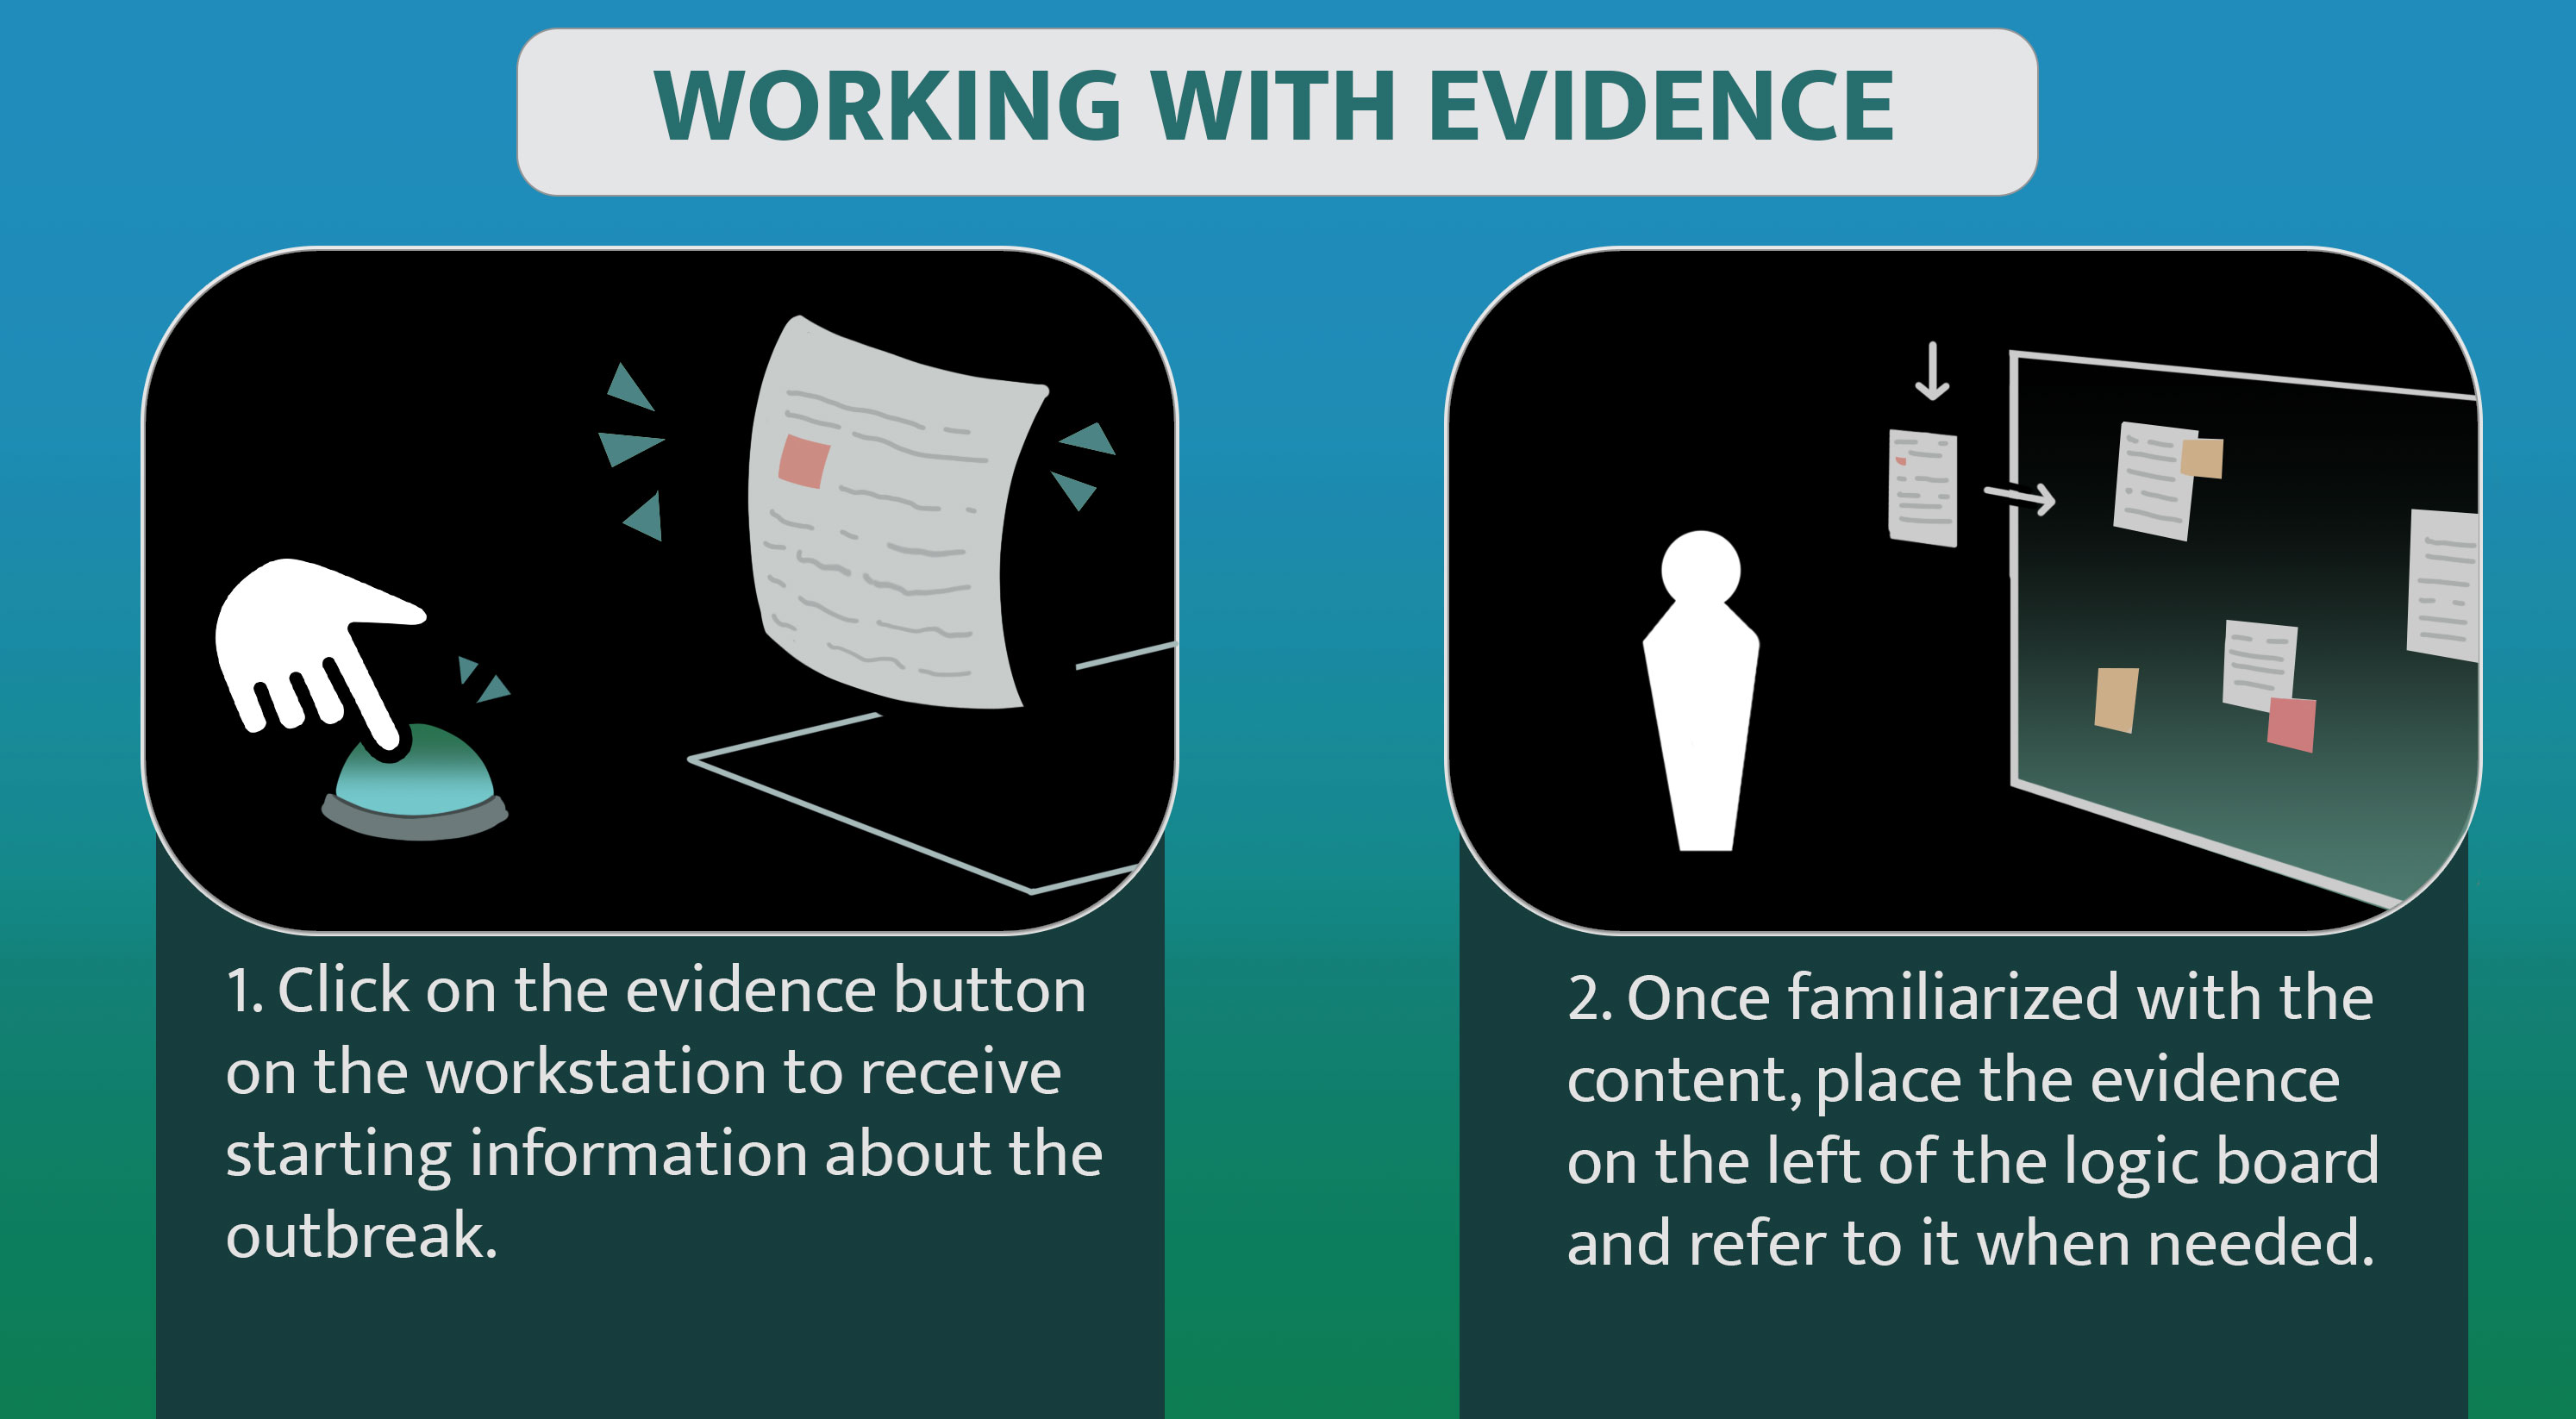 WORKING WITH EVIDENCE
1. Click on the evidence button
on the workstation to receive
starting information about the
outbreak.
2. Once familiarized with the
content, place the evidence
on the left of the logic board
and refer to it when needed.